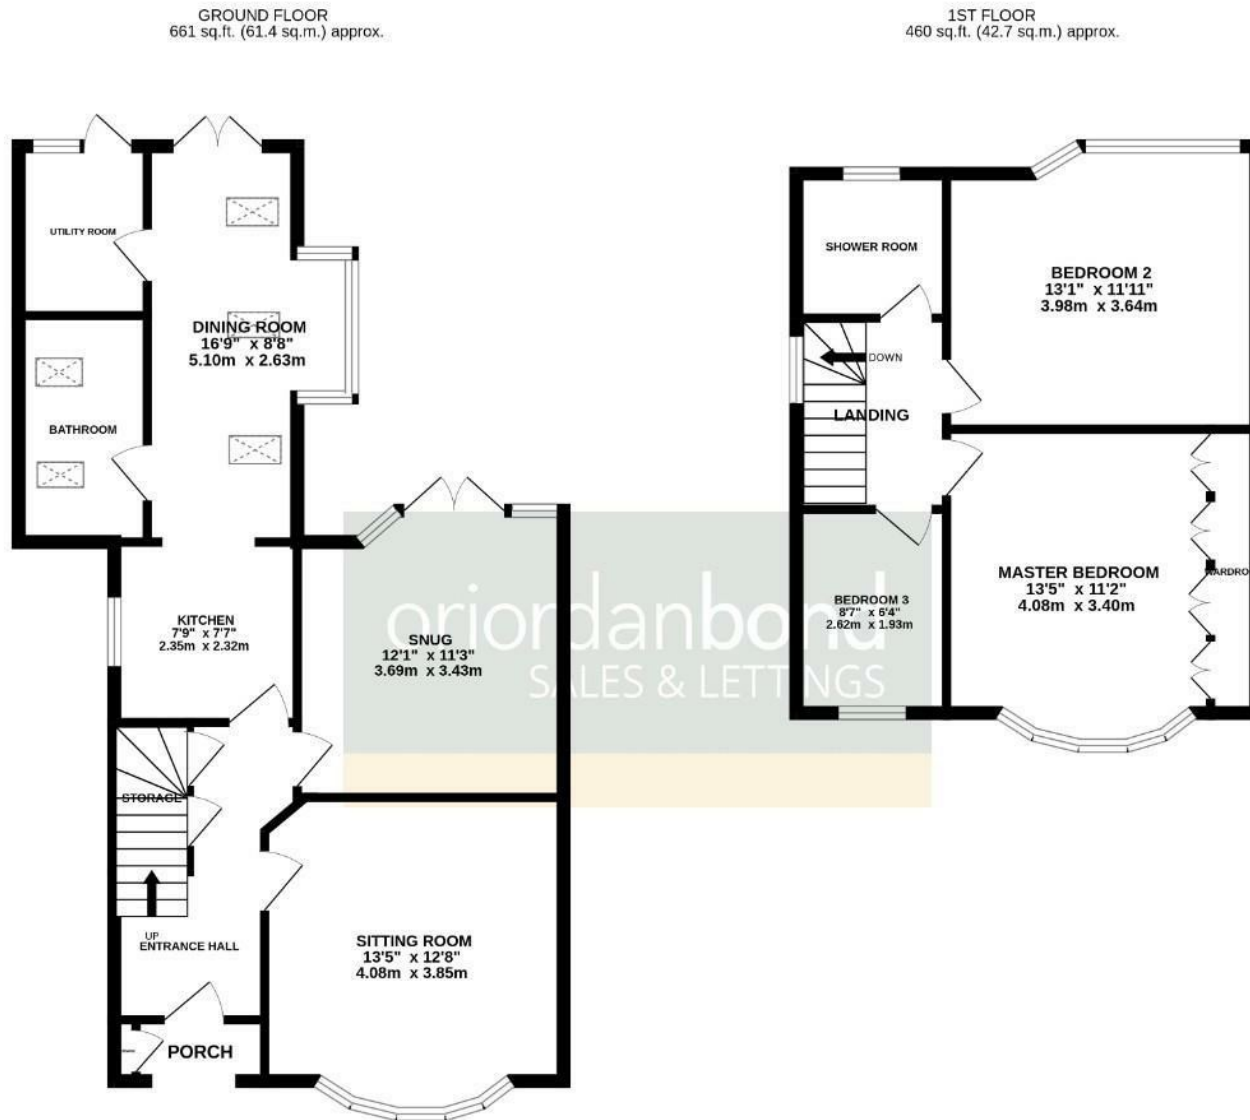 GROUND FLOOR
661 sq.ft. (61.4 sq.m.) approx.
UTILITY ROOM
DINING ROOM
16'9" x 8'8"
5.10m x 2.63m
BATHROOM
KITCHEN
7'9" x 7'7"
2.35m x 2.32m
SNUG
12'1" x 11'3"
3.69m x 3.43m
STORAGE
UP
ENTRANCE HALL
SITTING ROOM
13'5" x 12'8"
4.08m x 3.85m
PORCH
1ST FLOOR
460 sq.ft. (42.7 sq.m.) approx.
SHOWER ROOM
BEDROOM 2
13'1" x 11'11"
3.98m x 3.64m
DOWN
LANDING
MASTER BEDROOM
13'5" x 11'2"
4.08m x 3.40m
BEDROOM 3
8'7" x 6'4"
2.62m x 1.93m
oriordanbond
SALES & LETTINGS